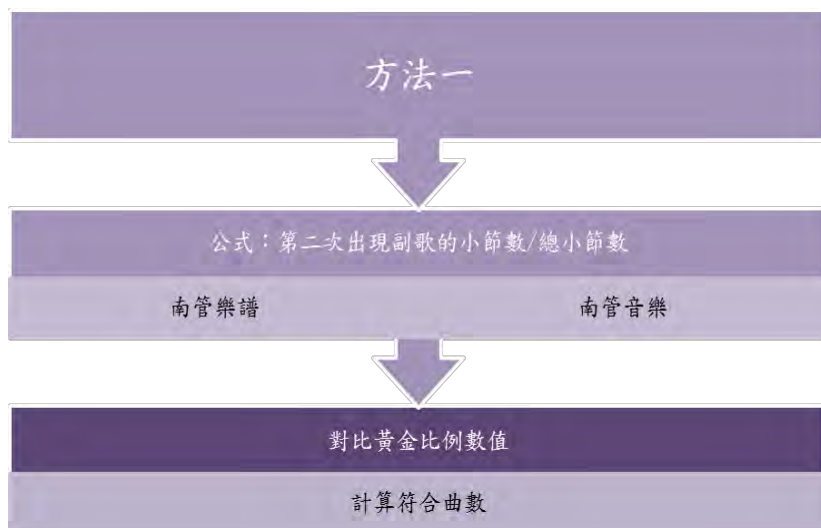 方法一
公式：第二次出現副歌的小節數/總小節數
南管樂譜
南管音樂
對比黃金比例數值
計算符合曲數